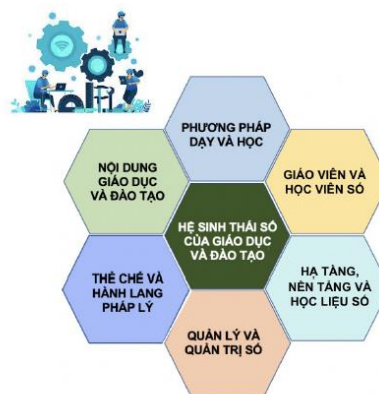 PHƯƠNG PHÁP
DẠY VÀ HỌC
NỘI DUNG
GIÁO DỤC
VÀ ĐÀO TẠO
GIÁO VIÊN VÀ
HỌC VIÊN SỐ
HỆ SINH THÁI SỐ
CỦA GIÁO DỤC
VÀ ĐÀO TẠO
THỂ CHẾ VÀ
HÀNH LANG
PHÁP LÝ
HẠ TẦNG,
NỀN TẢNG VÀ
HỌC LIỆU SỐ
QUẢN LÝ VÀ
QUẢN TRỊ SỐ